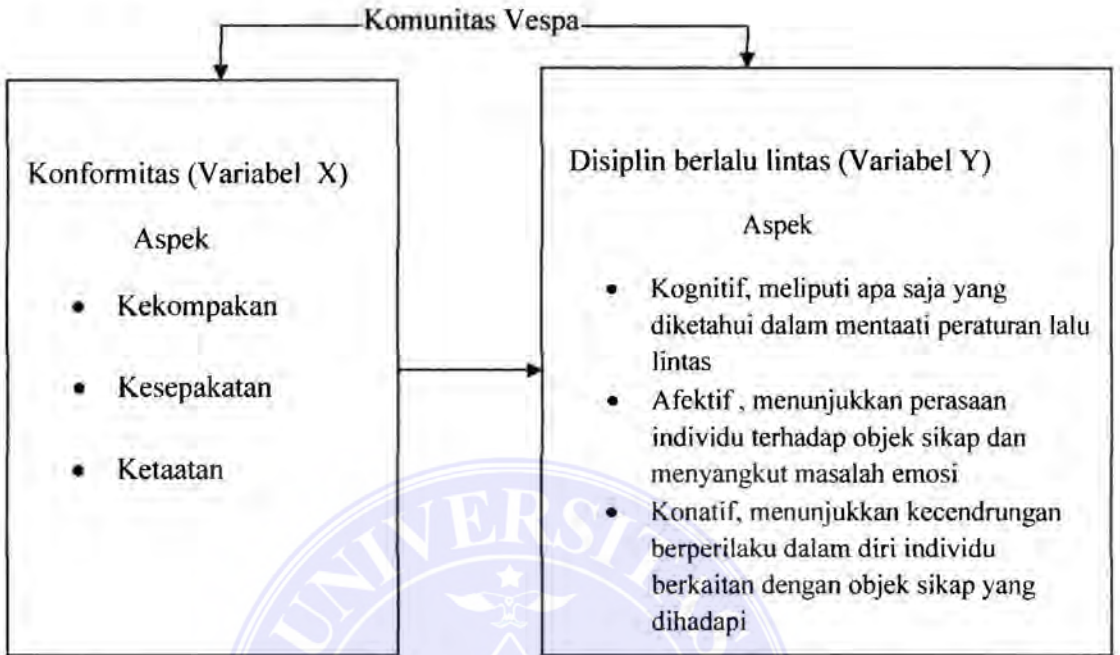 Komunitas Vespa
Konformitas (Variabel X)
Aspek
• Kekompakan
• Kesepakatan
• Ketaatan
Disiplin berlalu lintas (Variabel Y)
Aspek
• Kognitif, meliputi apa saja yang
diketahui dalam mentaati peraturan lalu
lintas
• Afektif , menunjukkan perasaan
individu terhadap objek sikap dan
menyangkut masalah emosi
• Konatif, menunjukkan kecendrungan
berperilaku dalam diri individu
berkaitan dengan objek sikap yang
dihadapi
UNIVERSITAS